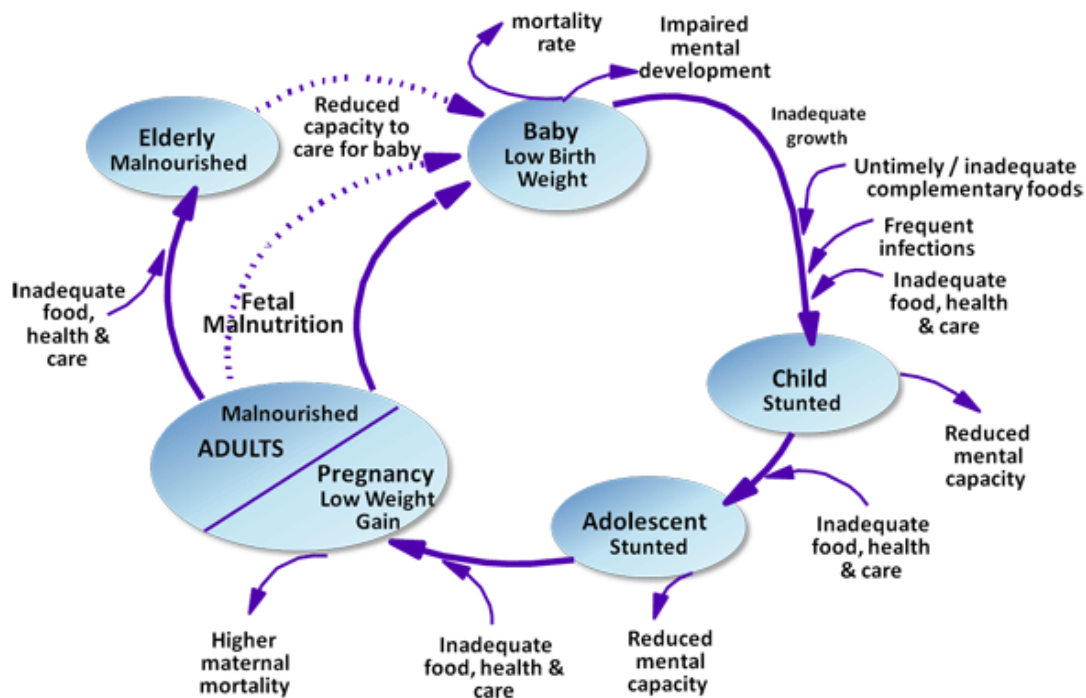 mortality
rate
Impaired
mental
development
Elderly
Malnourished
Reduced
capacity to
care for baby
Baby
Low Birth
Weight
Inadequate
growth
Untimely / inadequate
complementary foods
Frequent
infections
Inadequate
food, health
& care
Inadequate
food,
health &
care
Fetal
Malnutrition
Child
Stunted
Reduced
mental
capacity
Malnourished
ADULTS
Pregnancy
Low Weight
Gain
Adolescent
Stunted
Inadequate
food, health
& care
Higher
maternal
mortality
Inadequate
food, health &
care
Reduced
mental
capacity